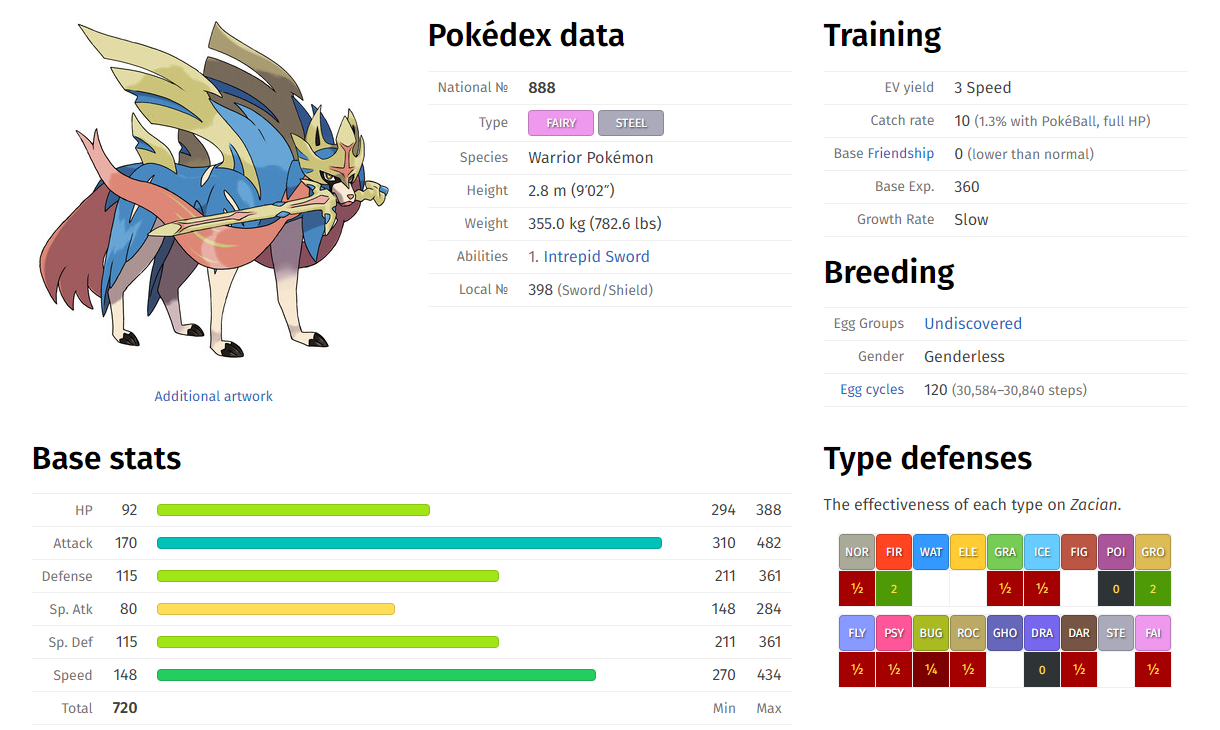 Pokédex data
National № 888
Type FAIRY STEEL
Species Warrior Pokémon
Height 2.8 m (9′02″)
Weight 355.0 kg (782.6 lbs)
Abilities 1. Intrepid Sword
Local № 398 (Sword/Shield)
Training
EV yield 3 Speed
Catch rate 10 (1.3% with PokéBall, full HP)
Base Friendship 0 (lower than normal)
Base Exp. 360
Growth Rate Slow
Breeding
Egg Groups Undiscovered
Gender Genderless
Egg cycles 120 (30,584–30,840 steps)
Additional artwork
Base stats
HP 92 294 388
Attack 170 310 482
Defense 115 211 361
Sp. Atk 80 148 284
Sp. Def 115 211 361
Speed 148 270 434
Total 720 Min Max
Type defenses
The effectiveness of each type on Zacian.
NOR FIR WAT ELE GRA ICE FIG POI GRO
½ 2 ½ ½ 0 2
FLY PSY BUG ROC GHO DRA DAR STE FAI
½ ½ ¼ ½ 0 ½ ½